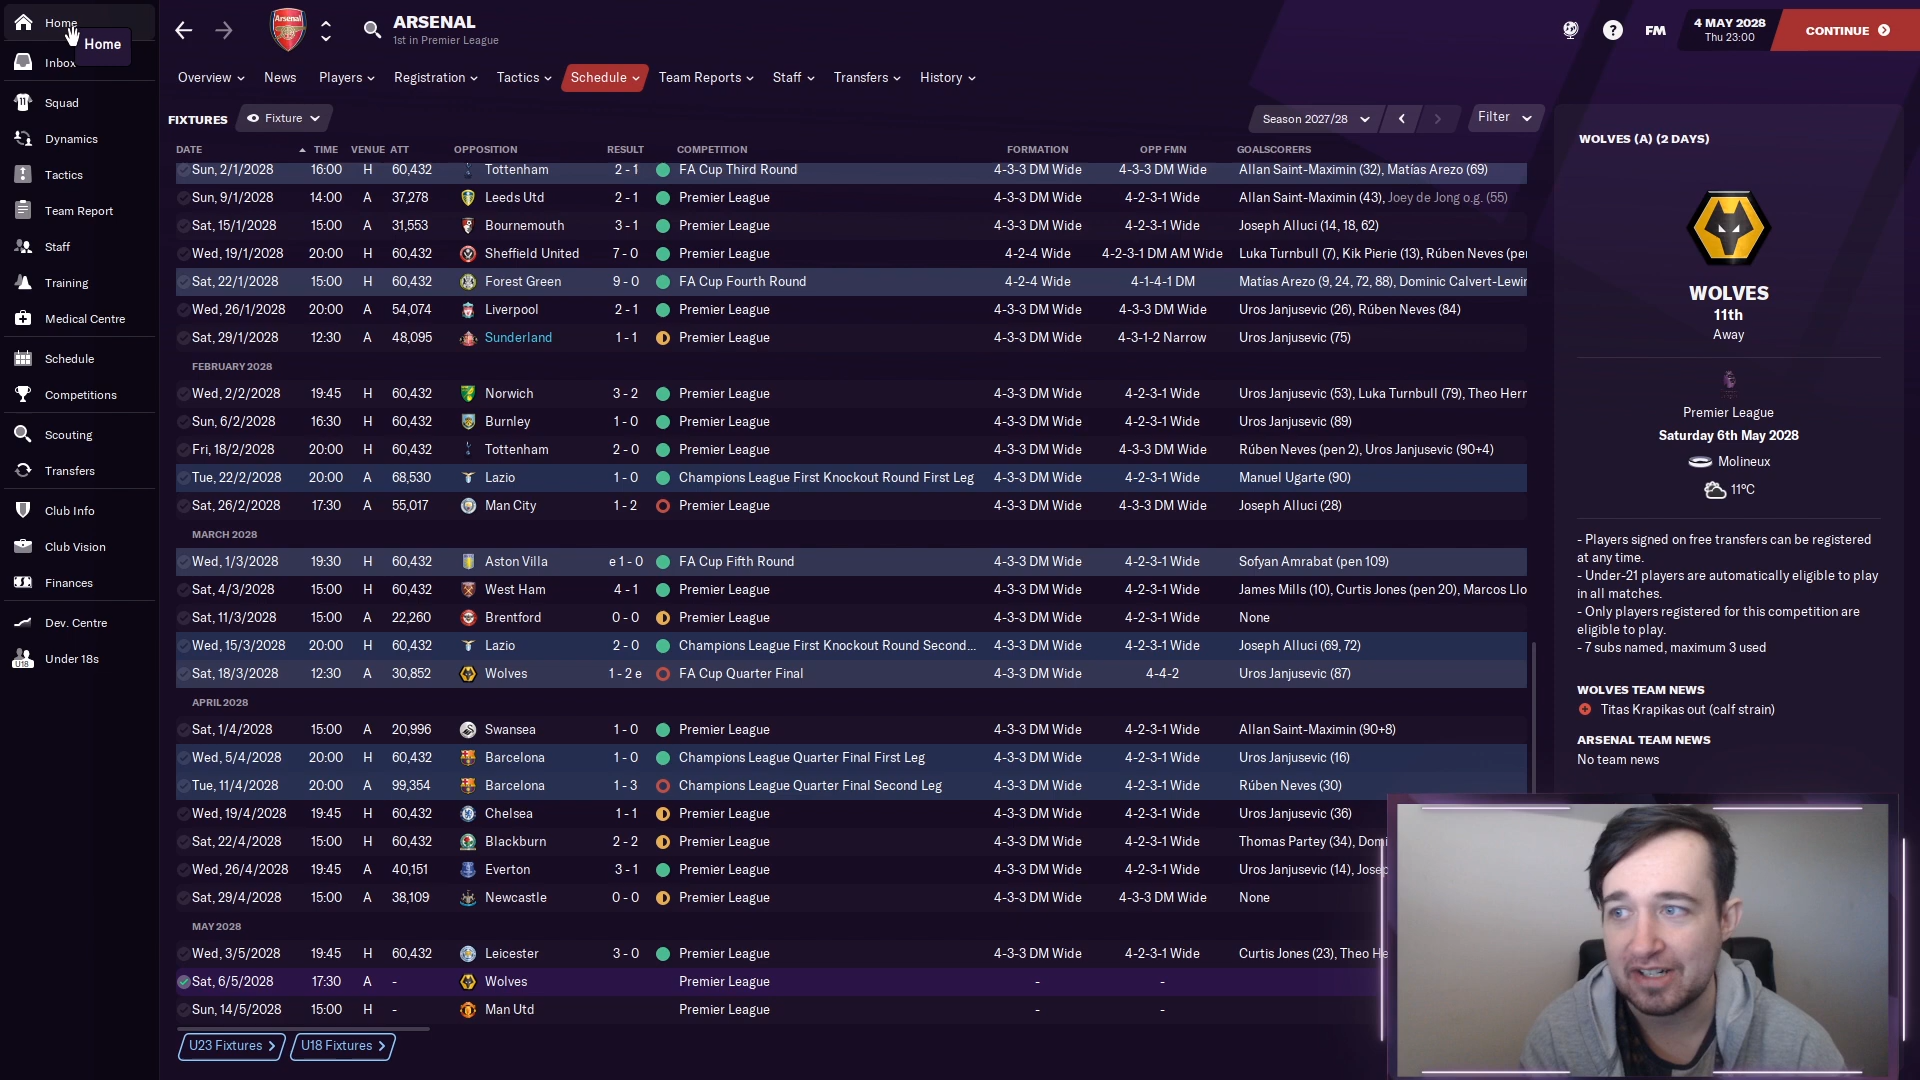 Home
Home
Inbox
Squad
Dynamics
Tactics
Team Report
Staff
Training
Medical Centre
Schedule
Competitions
Scouting
Transfers
Club Info
Club Vision
Finances
Dev. Centre
U18 Under 18s
Arsenal
ARSENAL
1st in Premier League
FM
4 MAY 2028
Thu 23:00
CONTINUE
Overview News Players Registration Tactics Schedule Team Reports Staff Transfers History
FIXTURES Fixture Season 2027/28 Filter
DATE TIME VENUE ATT OPPOSITION RESULT COMPETITION FORMATION OPP FMN GOALSCORERS
Sun, 2/1/2028 16:00 H 60,432 Tottenham 2 - 1 FA Cup Third Round 4-3-3 DM Wide 4-3-3 DM Wide Allan Saint-Maximin (32), Matías Arezo (69)
Sun, 9/1/2028 14:00 A 37,278 Leeds Utd 2 - 1 Premier League 4-3-3 DM Wide 4-2-3-1 Wide Allan Saint-Maximin (43), Joey de Jong o.g. (55)
Sat, 15/1/2028 15:00 A 31,553 Bournemouth 3 - 1 Premier League 4-3-3 DM Wide 4-2-3-1 Wide Joseph Alluci (14, 18, 62)
Wed, 19/1/2028 20:00 H 60,432 Sheffield United 7 - 0 Premier League 4-2-4 Wide 4-2-3-1 DM AM Wide Luka Turnbull (7), Kik Pierie (13), Rúben Neves (per
Sat, 22/1/2028 15:00 H 60,432 Forest Green 9 - 0 FA Cup Fourth Round 4-2-4 Wide 4-1-4-1 DM Matías Arezo (9, 24, 72, 88), Dominic Calvert-Lewir
Wed, 26/1/2028 20:00 A 54,074 Liverpool 2 - 1 Premier League 4-3-3 DM Wide 4-3-3 DM Wide Uros Janjusevic (26), Rúben Neves (84)
Sat, 29/1/2028 12:30 A 48,095 Sunderland 1 - 1 Premier League 4-3-3 DM Wide 4-3-1-2 Narrow Uros Janjusevic (75)
FEBRUARY 2028
Wed, 2/2/2028 19:45 H 60,432 Norwich 3 - 2 Premier League 4-3-3 DM Wide 4-2-3-1 Wide Uros Janjusevic (53), Luka Turnbull (79), Theo Herr
Sun, 6/2/2028 16:30 H 60,432 Burnley 1 - 0 Premier League 4-3-3 DM Wide 4-2-3-1 Wide Uros Janjusevic (89)
Fri, 18/2/2028 20:00 H 60,432 Tottenham 2 - 0 Premier League 4-3-3 DM Wide 4-3-3 DM Wide Rúben Neves (pen 2), Uros Janjusevic (90+4)
Tue, 22/2/2028 20:00 A 68,530 Lazio 1 - 0 Champions League First Knockout Round First Leg 4-3-3 DM Wide 4-2-3-1 Wide Manuel Ugarte (90)
Sat, 26/2/2028 17:30 A 55,017 Man City 1 - 2 Premier League 4-3-3 DM Wide 4-3-3 DM Wide Joseph Alluci (28)
MARCH 2028
Wed, 1/3/2028 19:30 H 60,432 Aston Villa e 1 - 0 FA Cup Fifth Round 4-3-3 DM Wide 4-2-3-1 Wide Sofyan Amrabat (pen 109)
Sat, 4/3/2028 15:00 H 60,432 West Ham 4 - 1 Premier League 4-3-3 DM Wide 4-2-3-1 Wide James Mills (10), Curtis Jones (pen 20), Marcos Llo
Sat, 11/3/2028 15:00 A 22,260 Brentford 0 - 0 Premier League 4-3-3 DM Wide 4-2-3-1 Wide None
Wed, 15/3/2028 20:00 H 60,432 Lazio 2 - 0 Champions League First Knockout Round Second... 4-3-3 DM Wide 4-2-3-1 Wide Joseph Alluci (69, 72)
Sat, 18/3/2028 12:30 A 30,852 Wolves 1 - 2 e FA Cup Quarter Final 4-3-3 DM Wide 4-4-2 Uros Janjusevic (87)
APRIL 2028
Sat, 1/4/2028 15:00 A 20,996 Swansea 1 - 0 Premier League 4-3-3 DM Wide 4-2-3-1 Wide Allan Saint-Maximin (90+8)
Wed, 5/4/2028 20:00 H 60,432 Barcelona 1 - 0 Champions League Quarter Final First Leg 4-3-3 DM Wide 4-2-3-1 Wide Uros Janjusevic (16)
Tue, 11/4/2028 20:00 A 99,354 Barcelona 1 - 3 Champions League Quarter Final Second Leg 4-3-3 DM Wide 4-2-3-1 Wide Rúben Neves (30)
Wed, 19/4/2028 19:45 H 60,432 Chelsea 1 - 1 Premier League 4-3-3 DM Wide 4-2-3-1 Wide Uros Janjusevic (36)
Sat, 22/4/2028 15:00 H 60,432 Blackburn 2 - 2 Premier League 4-3-3 DM Wide 4-2-3-1 Wide Thomas Partey (34), Domi
Wed, 26/4/2028 19:45 A 40,151 Everton 3 - 1 Premier League 4-3-3 DM Wide 4-2-3-1 Wide Uros Janjusevic (14), Josep
Sat, 29/4/2028 15:00 A 38,109 Newcastle 0 - 0 Premier League 4-3-3 DM Wide 4-3-3 DM Wide None
MAY 2028
Wed, 3/5/2028 19:45 H 60,432 Leicester 3 - 0 Premier League 4-3-3 DM Wide 4-2-3-1 Wide Curtis Jones (23), Theo He
Sat, 6/5/2028 17:30 A - Wolves Premier League - -
Sun, 14/5/2028 15:00 H - Man Utd Premier League - -
U23 Fixtures U18 Fixtures
WOLVES (A) (2 DAYS)
WOLVES
11th
Away
Premier League
Saturday 6th May 2028
Molineux
11°C
- Players signed on free transfers can be registered
at any time.
- Under-21 players are automatically eligible to play
in all matches.
- Only players registered for this competition are
eligible to play.
- 7 subs named, maximum 3 used
WOLVES TEAM NEWS
Titas Krapikas out (calf strain)
ARSENAL TEAM NEWS
No team news